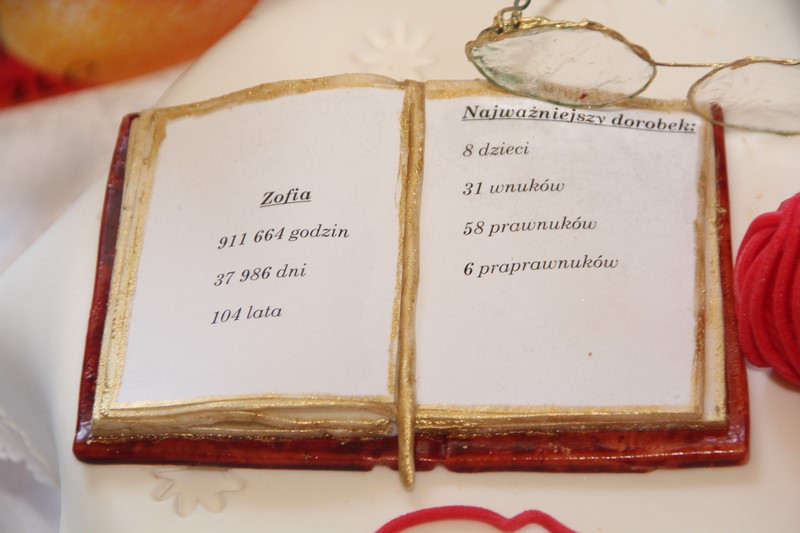 Zofia
911 664 godzin
37 986 dni
104 lata
Najważniejszy dorobek:
8 dzieci
31 wnuków
58 prawnuków
6 praprawnuków